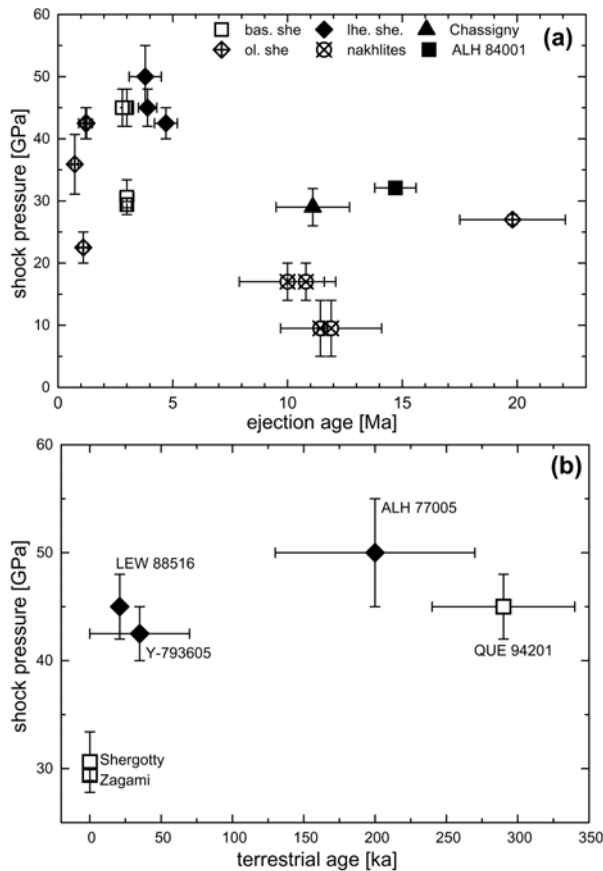 60
bas. she lhe. she. Chassigny (a)
ol. she nakhlites ALH 84001
50
40
30
20
10
0
shock pressure [GPa]
0 5 10 15 20
ejection age [Ma]
60
(b)
ALH 77005
50
LEW 88516
Y-793605
QUE 94201
40
30
Shergotty
Zagami
shock pressure [GPa]
0 50 100 150 200 250 300 350
terrestrial age [ka]